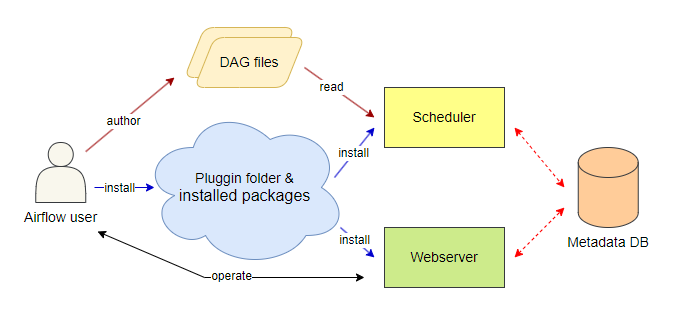 DAG files
read
author
Scheduler
install
Pluggin folder &
installed packages
install
Airflow user
install
Metadata DB
Webserver
operate